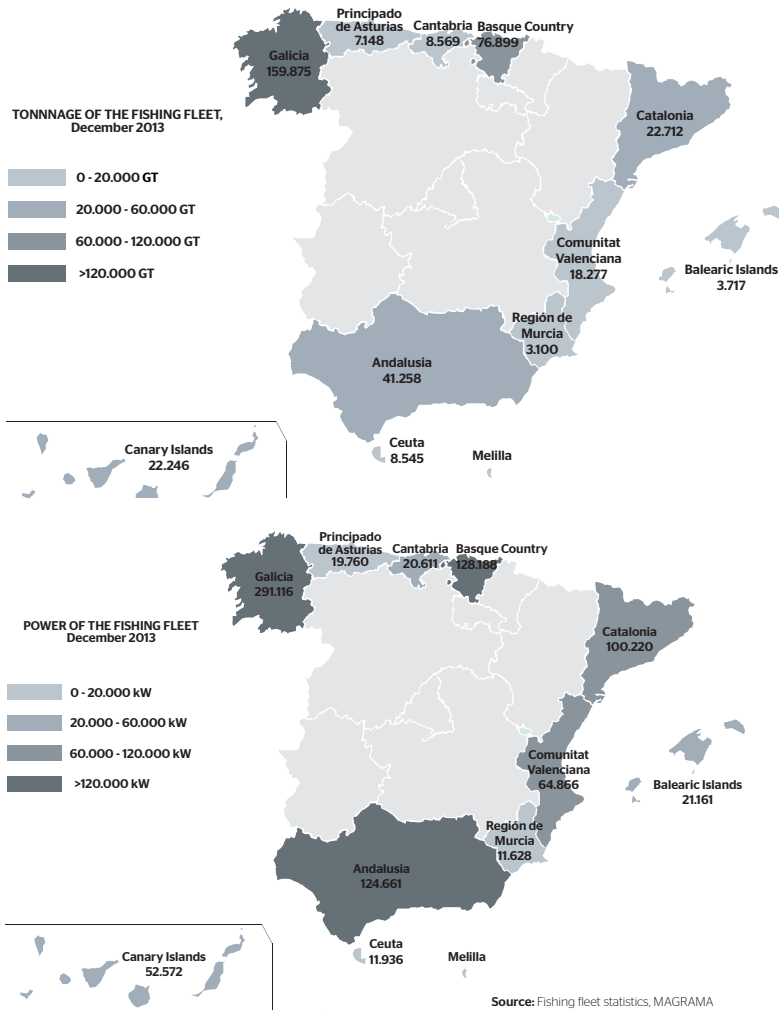 Principado
de Asturias
7.148
Cantabria
8.569
Basque Country
76.899
Galicia
159.875
TONNNAGE OF THE FISHING FLEET,
December 2013
0 - 20.000 GT
20.000 - 60.000 GT
60.000 - 120.000 GT
>120.000 GT
Catalonia
22.712
Comunitat
Valenciana
18.277
Balearic Islands
3.717
Región de
Murcia
3.100
Andalusia
41.258
Canary Islands
22.246
Ceuta
8.545
Melilla
Principado
de Asturias
19.760
Cantabria
20.611
Basque Country
128.188
Galicia
291.116
POWER OF THE FISHING FLEET
December 2013
0 - 20.000 kW
20.000 - 60.000 kW
60.000 - 120.000 kW
>120.000 kW
Catalonia
100.220
Comunitat
Valenciana
64.866
Balearic Islands
21.161
Región de
Murcia
11.628
Andalusia
124.661
Canary Islands
52.572
Ceuta
11.936
Melilla
Source: Fishing fleet statistics, MAGRAMA